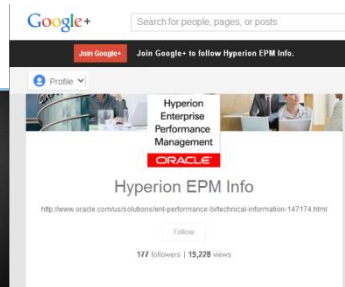 Google+
Search for people, pages, or posts
Join Google+
Join Google+ to follow Hyperion EPM Info.
Profile
Hyperion
Enterprise
Performance
Management
ORACLE
Hyperion EPM Info
http://www.oracle.com/us/solutions/ent-performance-bi/technical-information-147174.html
Follow
177 followers | 15,228 views